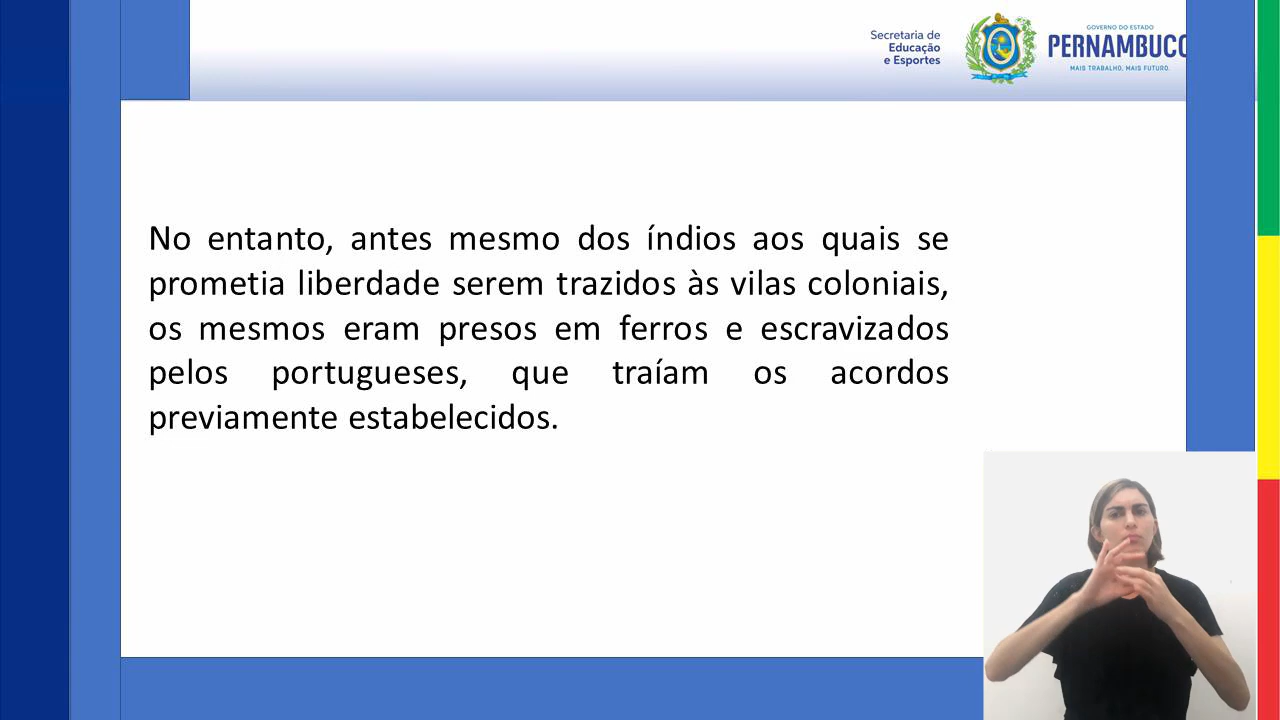 Secretaria de
Educação
e Esportes
GOVERNO DO ESTADO
PERNAMBUCO
MAIS TRABALHO, MAIS FUTURO.
No entanto, antes mesmo dos índios aos quais se
prometia liberdade serem trazidos às vilas coloniais,
os mesmos eram presos em ferros e escravizados
pelos portugueses, que traíam os acordos
previamente estabelecidos.